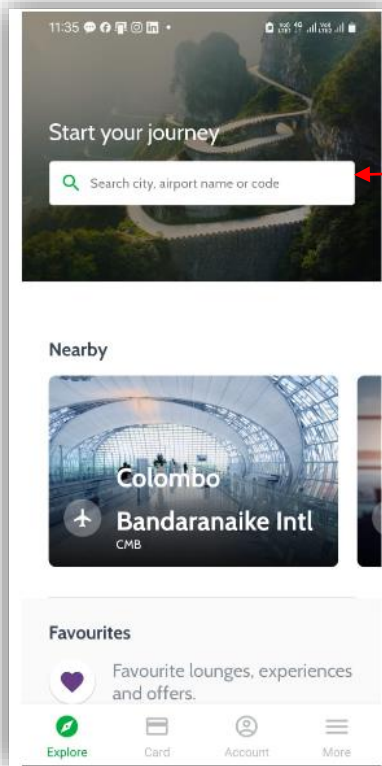 11:35
Start your journey
Search city, airport name or code
Nearby
Colombo
Bandaranaike Intl
CMB
Favourites
Favourite lounges, experiences
and offers.
Explore Card Account More